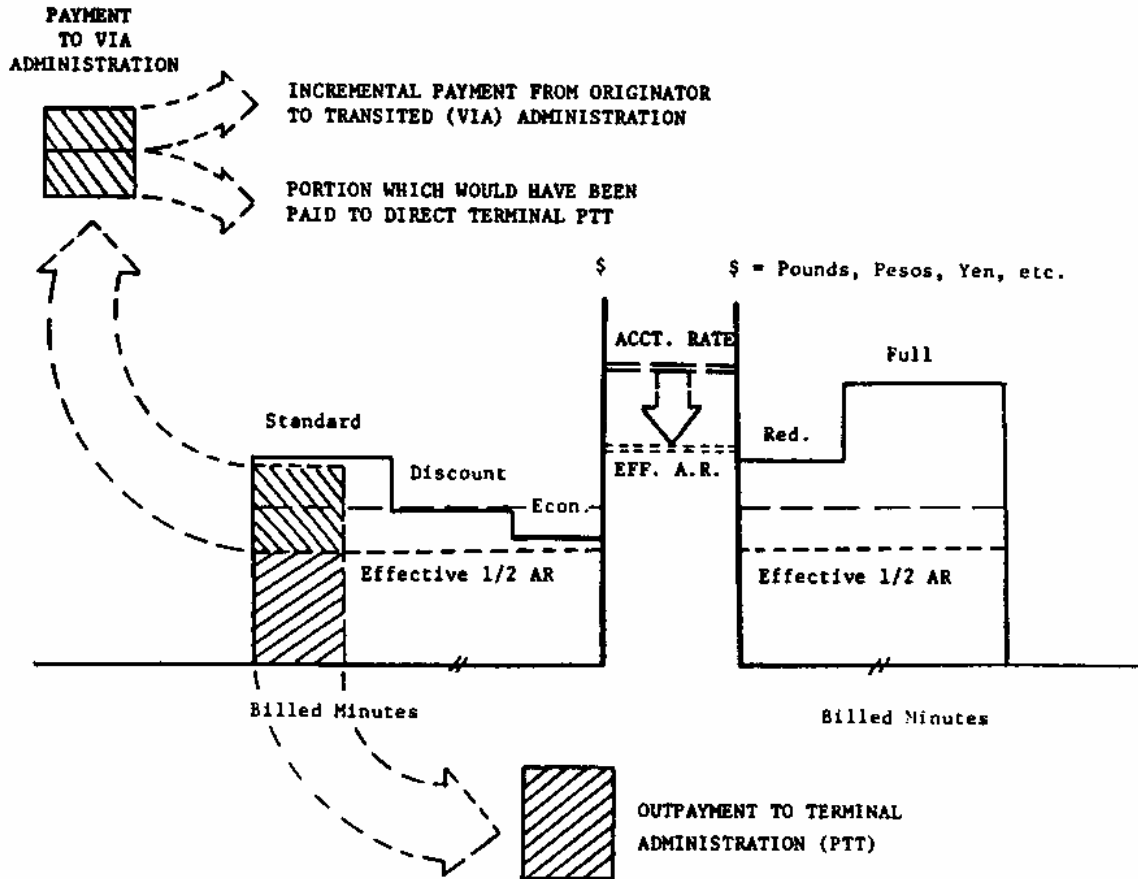 PAYMENT
TO VIA
ADMINISTRATION
INCREMENTAL PAYMENT FROM ORIGINATOR
TO TRANSITED (VIA) ADMINISTRATION
PORTION WHICH WOULD HAVE BEEN
PAID TO DIRECT TERMINAL PTT
$
$ = Pounds, Pesos, Yen, etc.
ACCT. RATE
Full
Standard
Red.
EFF. A.R.
Discount
Econ.
Effective 1/2 AR
Effective 1/2 AR
Billed Minutes
Billed Minutes
OUTPAYMENT TO TERMINAL
ADMINISTRATION (PTT)